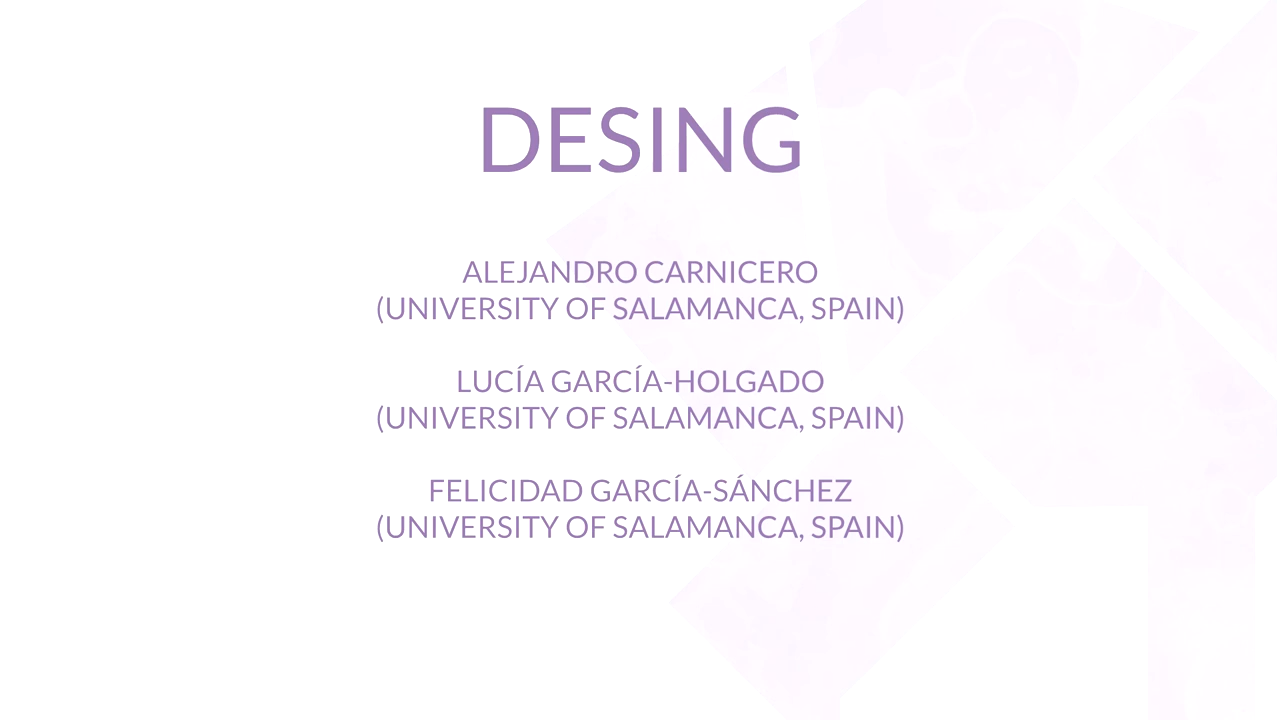 DESING
ALEJANDRO CARNICERO
(UNIVERSITY OF SALAMANCA, SPAIN)
LUCÍA GARCÍA-HOLGADO
(UNIVERSITY OF SALAMANCA, SPAIN)
FELICIDAD GARCÍA-SÁNCHEZ
(UNIVERSITY OF SALAMANCA, SPAIN)